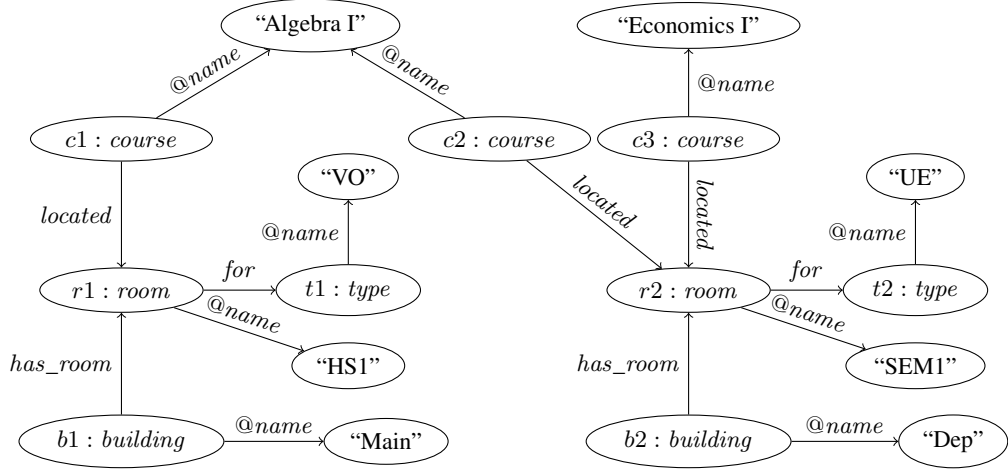 “Algebra I”
“Economics I”
@name
@name
@name
c1 : course
c2 : course
c3 : course
“VO”
“UE”
located
@name
located
located
@name
r1 : room
for
t1 : type
r2 : room
for
t2 : type
@name
@name
has_room
“HS1”
has_room
“SEM1”
b1 : building
@name
“Main”
b2 : building
@name
“Dep”